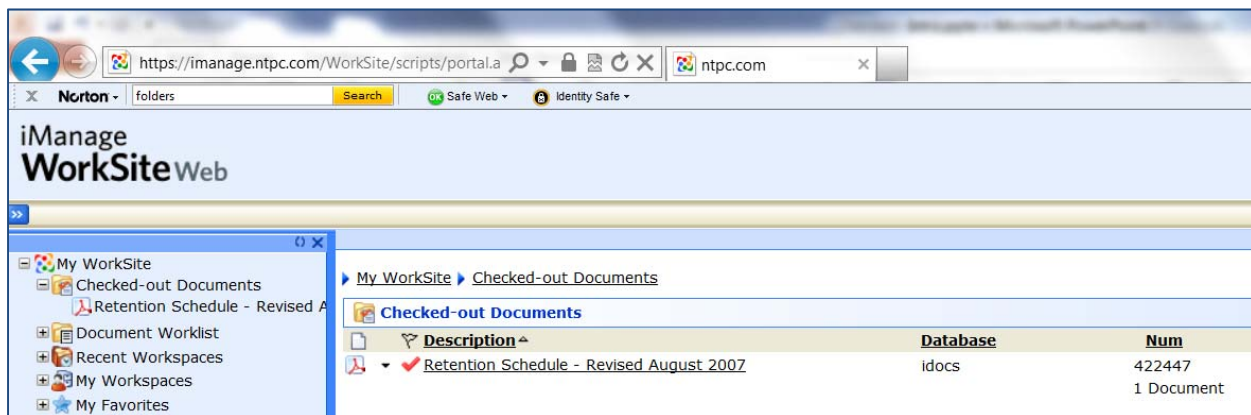 https://imanage.ntpc.com/WorkSite/scripts/portal.a
ntpc.com
X Norton folders Search OK Safe Web Identity Safe
iManage
WorkSite Web
My WorkSite
Checked-out Documents
Retention Schedule - Revised A
Document Worklist
Recent Workspaces
My Workspaces
My Favorites
My WorkSite Checked-out Documents
Checked-out Documents
Description Database Num
Retention Schedule - Revised August 2007 idocs 422447
1 Document